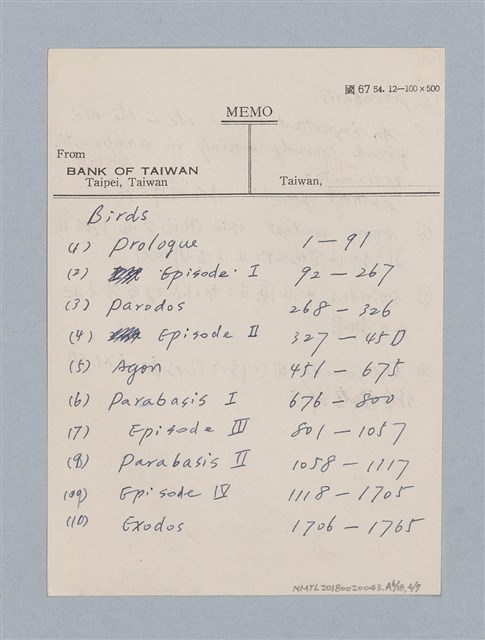 國 67 54. 12—100×500
MEMO
From
BANK OF TAIWAN
Taipei, Taiwan
Taiwan,
Birds
(1) Prologue 1 — 91
(2) Episode I 92 — 267
(3) Parodos 268 — 326
(4) Episode II 327 — 450
(5) Agon 451 — 675
(6) Parabasis I 676 — 800
(7) Episode III 801 — 1057
(8) Parabasis II 1058 — 1117
(9) Episode IV 1118 — 1705
(10) Exodos 1706 — 1765